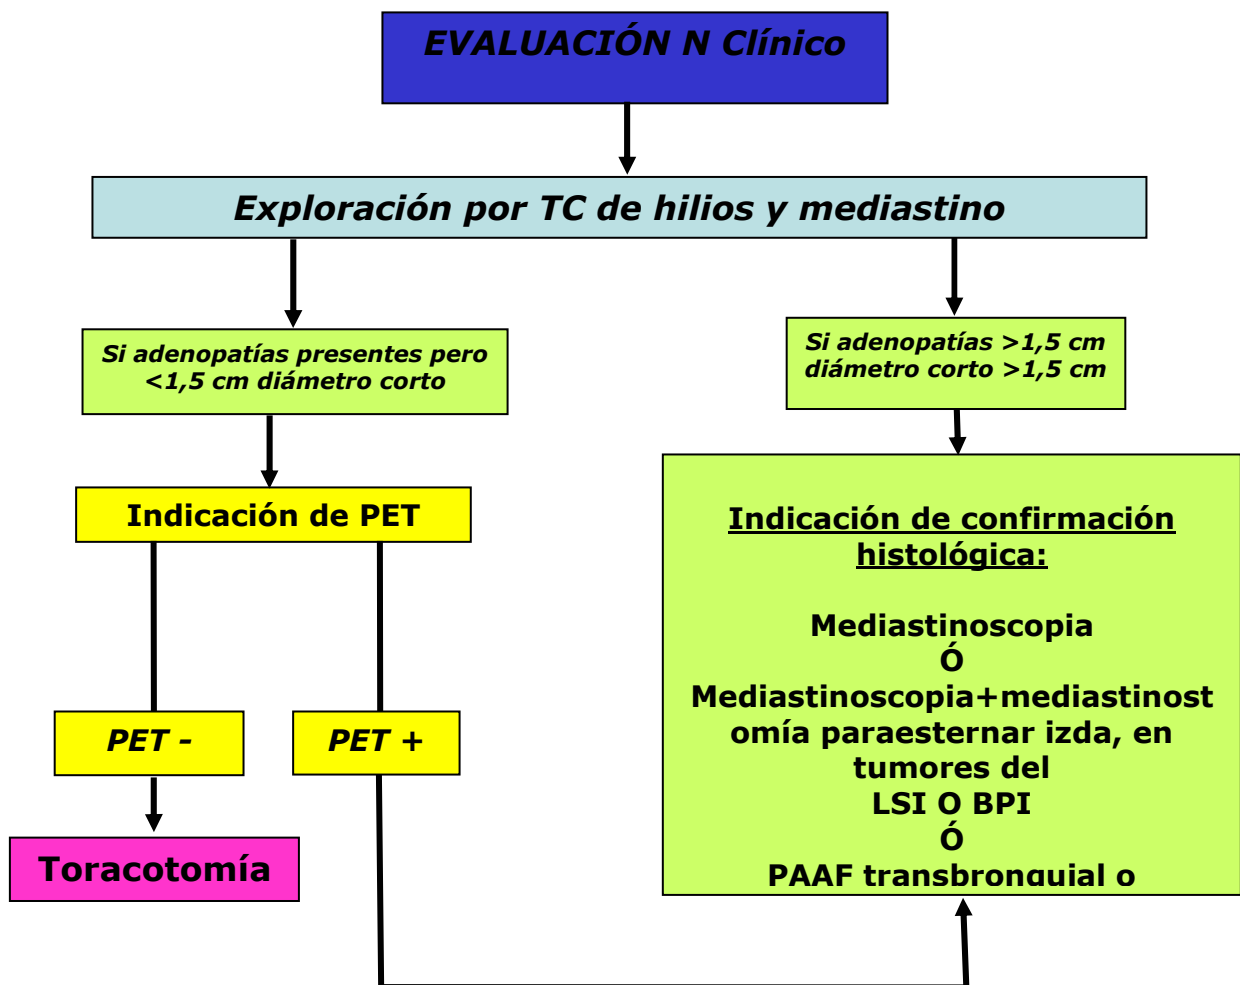 EVALUACIÓN N Clínico
Exploración por TC de hilios y mediastino
Si adenopatías presentes pero
<1,5 cm diámetro corto
Si adenopatías >1,5 cm
diámetro corto >1,5 cm
Indicación de PET
Indicación de confirmación
histológica:
Mediastinoscopia
Ó
Mediastinoscopia+mediastinost
omía paraesternar izda, en
tumores del
LSI O BPI
Ó
PAAF transbronquial o
PET -
PET +
Toracotomía